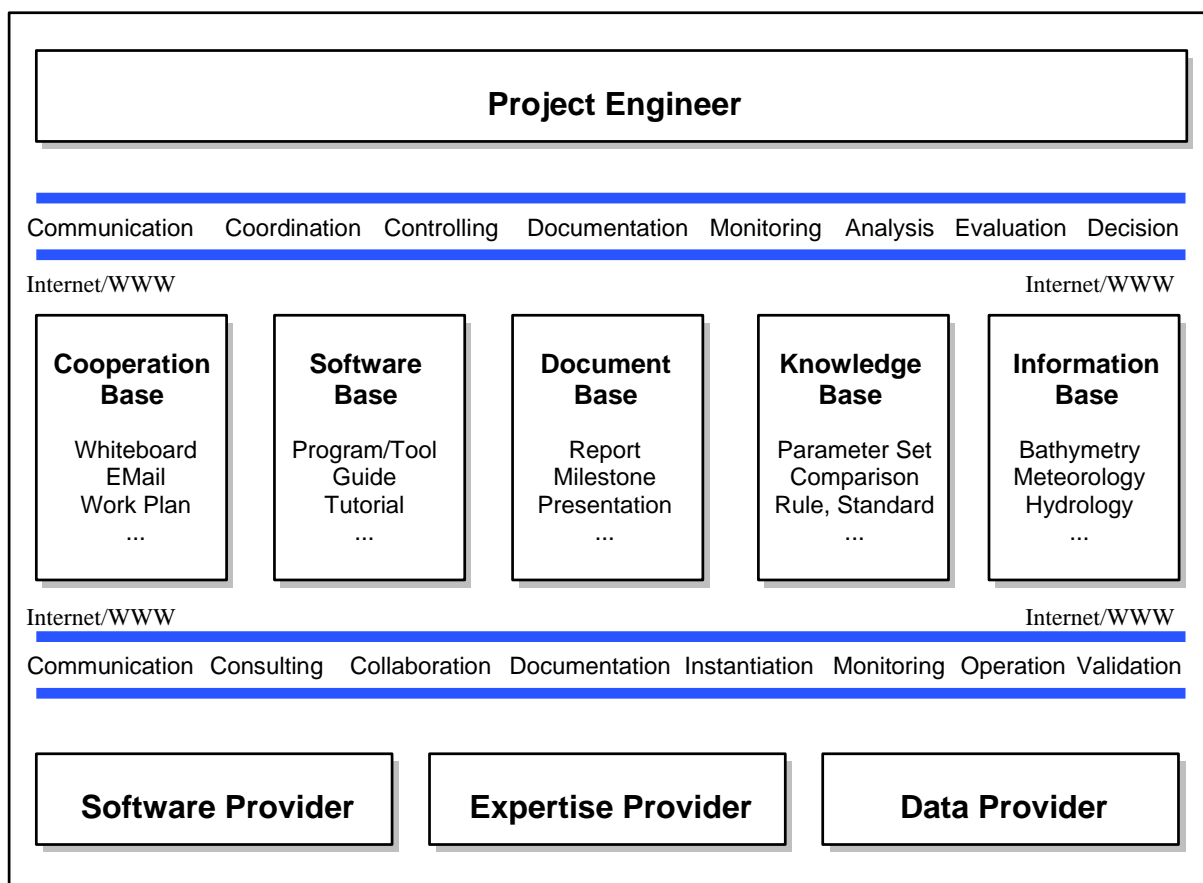 Project Engineer
Communication Coordination Controlling Documentation Monitoring Analysis Evaluation Decision
Internet/WWW Internet/WWW
Cooperation
Base
Whiteboard
EMail
Work Plan
...
Software
Base
Program/Tool
Guide
Tutorial
...
Document
Base
Report
Milestone
Presentation
...
Knowledge
Base
Parameter Set
Comparison
Rule, Standard
...
Information
Base
Bathymetry
Meteorology
Hydrology
...
Internet/WWW Internet/WWW
Communication Consulting Collaboration Documentation Instantiation Monitoring Operation Validation
Software Provider
Expertise Provider
Data Provider